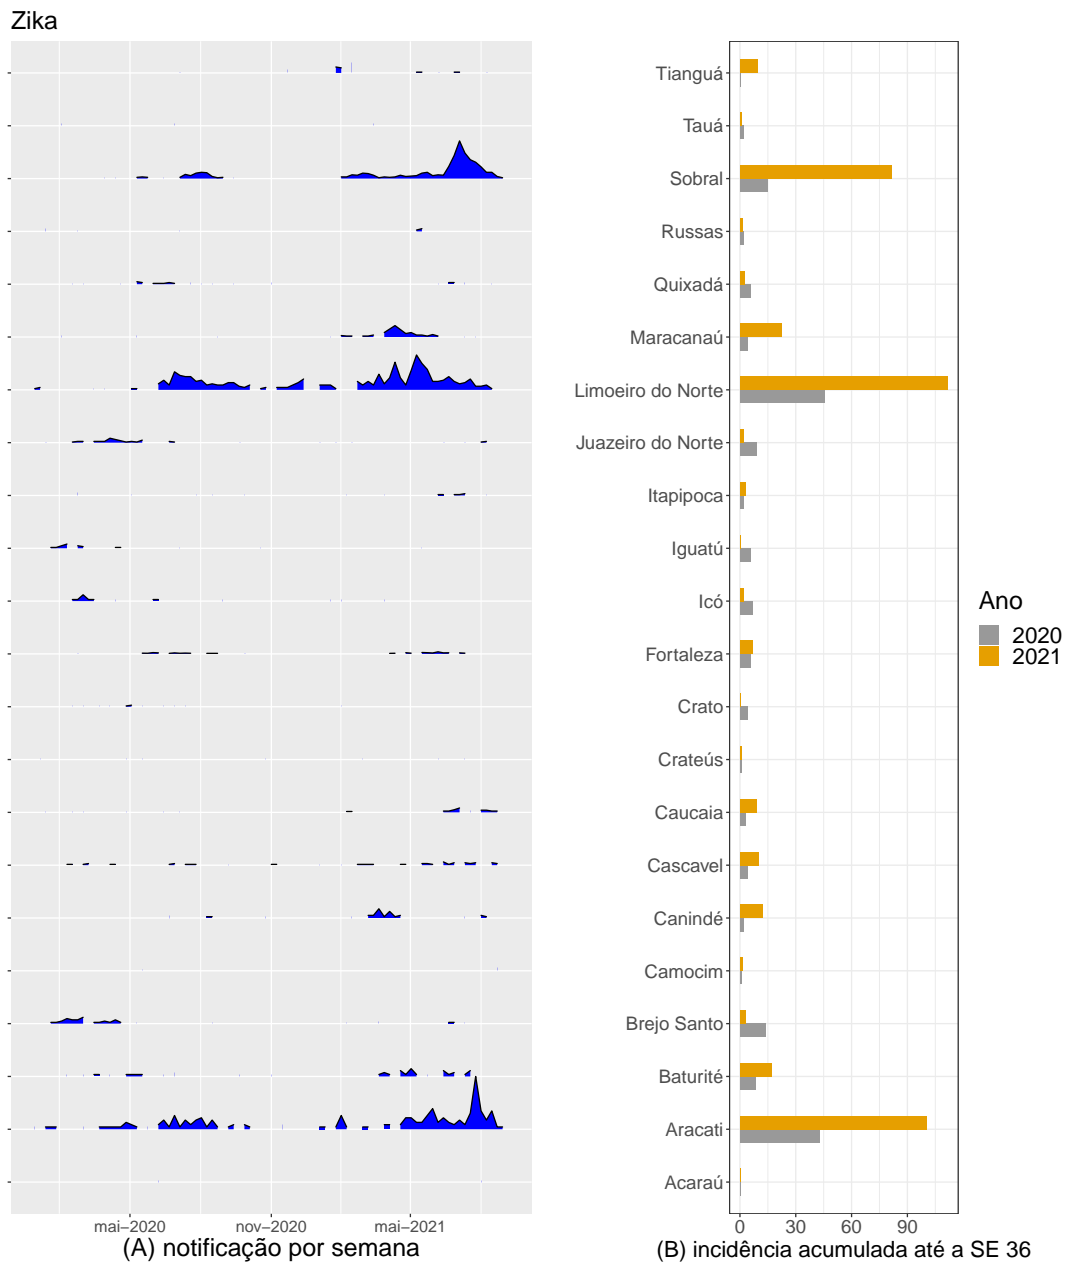 Zika
Tianguá
Tauá
Sobral
Russas
Quixadá
Maracanaú
Limoeiro do Norte
Juazeiro do Norte
Itapipoca
Iguatú
Icó
Fortaleza
Crato
Crateús
Caucaia
Cascavel
Canindé
Camocim
Brejo Santo
Baturité
Aracati
Acaraú
Ano
2020
2021
mai−2020 nov−2020 mai−2021
(A) notificação por semana
0 30 60 90
(B) incidência acumulada até a SE 36